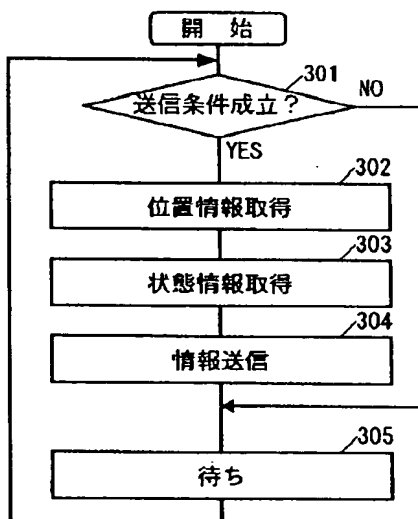 開 始
301
送信条件成立? NO
YES
302
位置情報取得
303
状態情報取得
304
情報送信
305
待ち